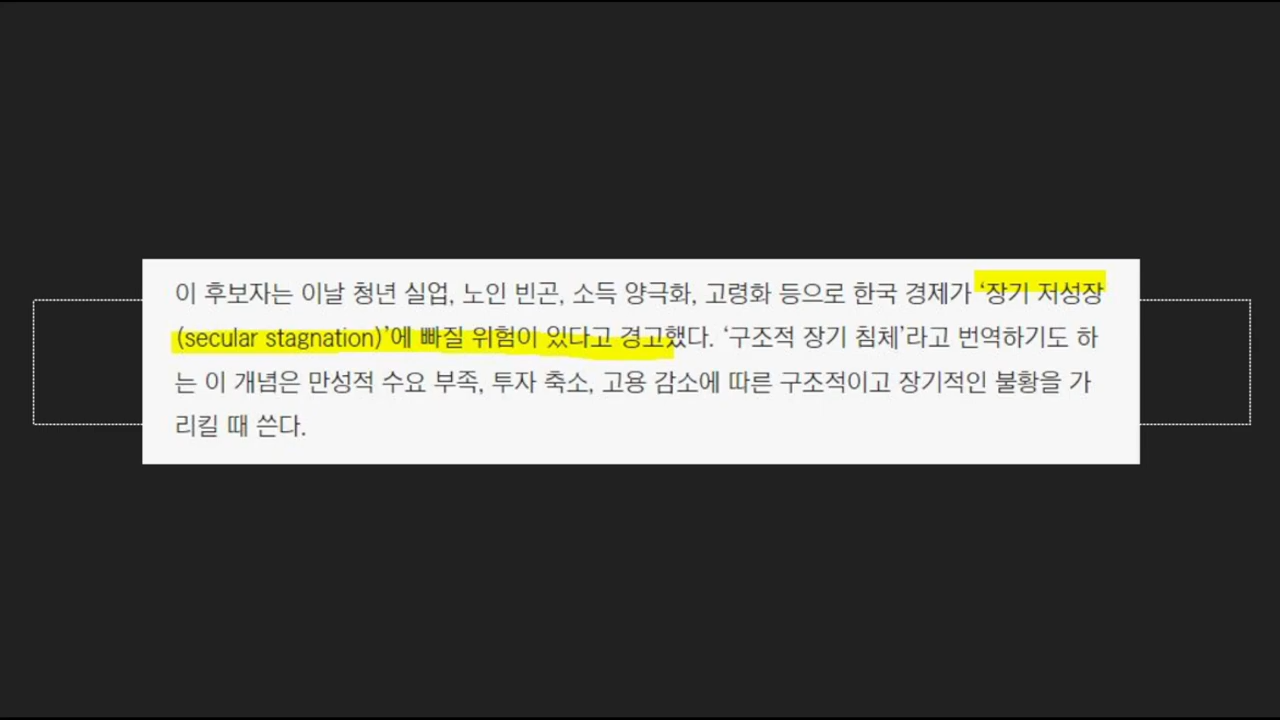 이 후보자는 이날 청년 실업, 노인 빈곤, 소득 양극화, 고령화 등으로 한국 경제가 ‘장기 저성장
(secular stagnation)’에 빠질 위험이 있다고 경고했다. ‘구조적 장기 침체’라고 번역하기도 하
는 이 개념은 만성적 수요 부족, 투자 축소, 고용 감소에 따른 구조적이고 장기적인 불황을 가
리킬 때 쓴다.